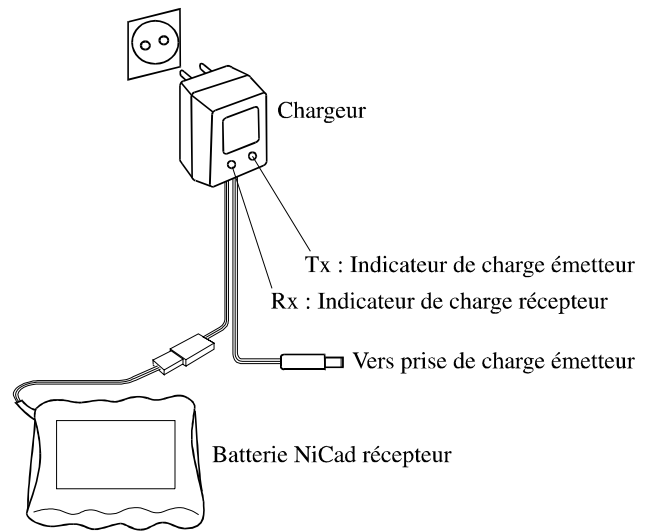 Chargeur
Tx : Indicateur de charge émetteur
Rx : Indicateur de charge récepteur
Vers prise de charge émetteur
Batterie NiCad récepteur